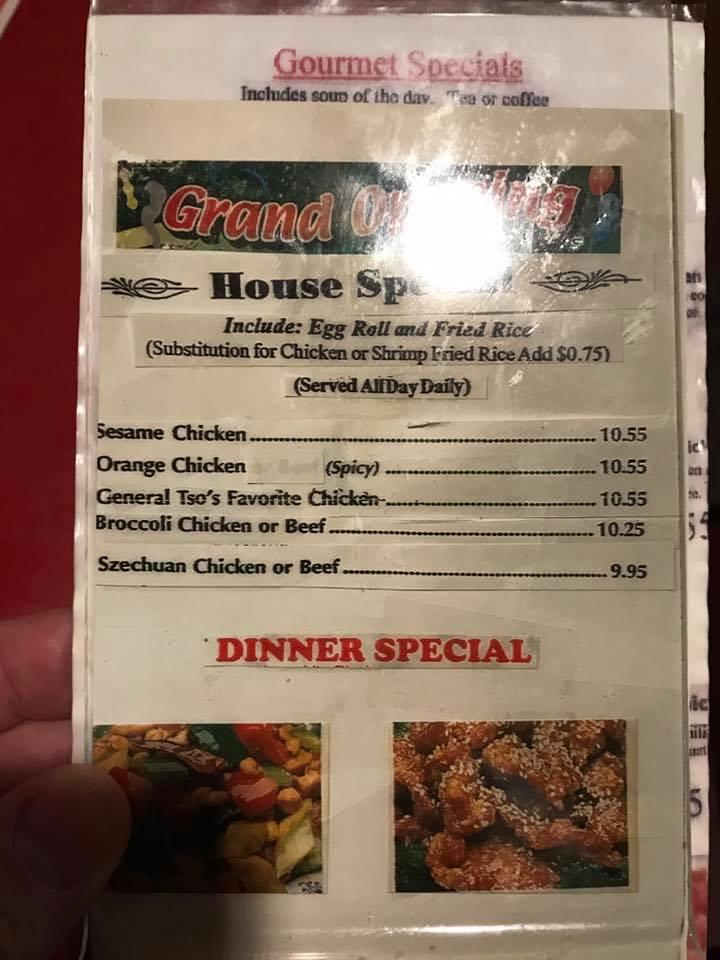 Gourmet Specials
Includes soup of the day. Tea or coffee
Grand Opening
House Special
Include: Egg Roll and Fried Rice
(Substitution for Chicken or Shrimp Fried Rice Add $0.75)
(Served All Day Daily)
Sesame Chicken 10.55
Orange Chicken (Spicy) 10.55
General Tso's Favorite Chicken 10.55
Broccoli Chicken or Beef 10.25
Szechuan Chicken or Beef 9.95
DINNER SPECIAL